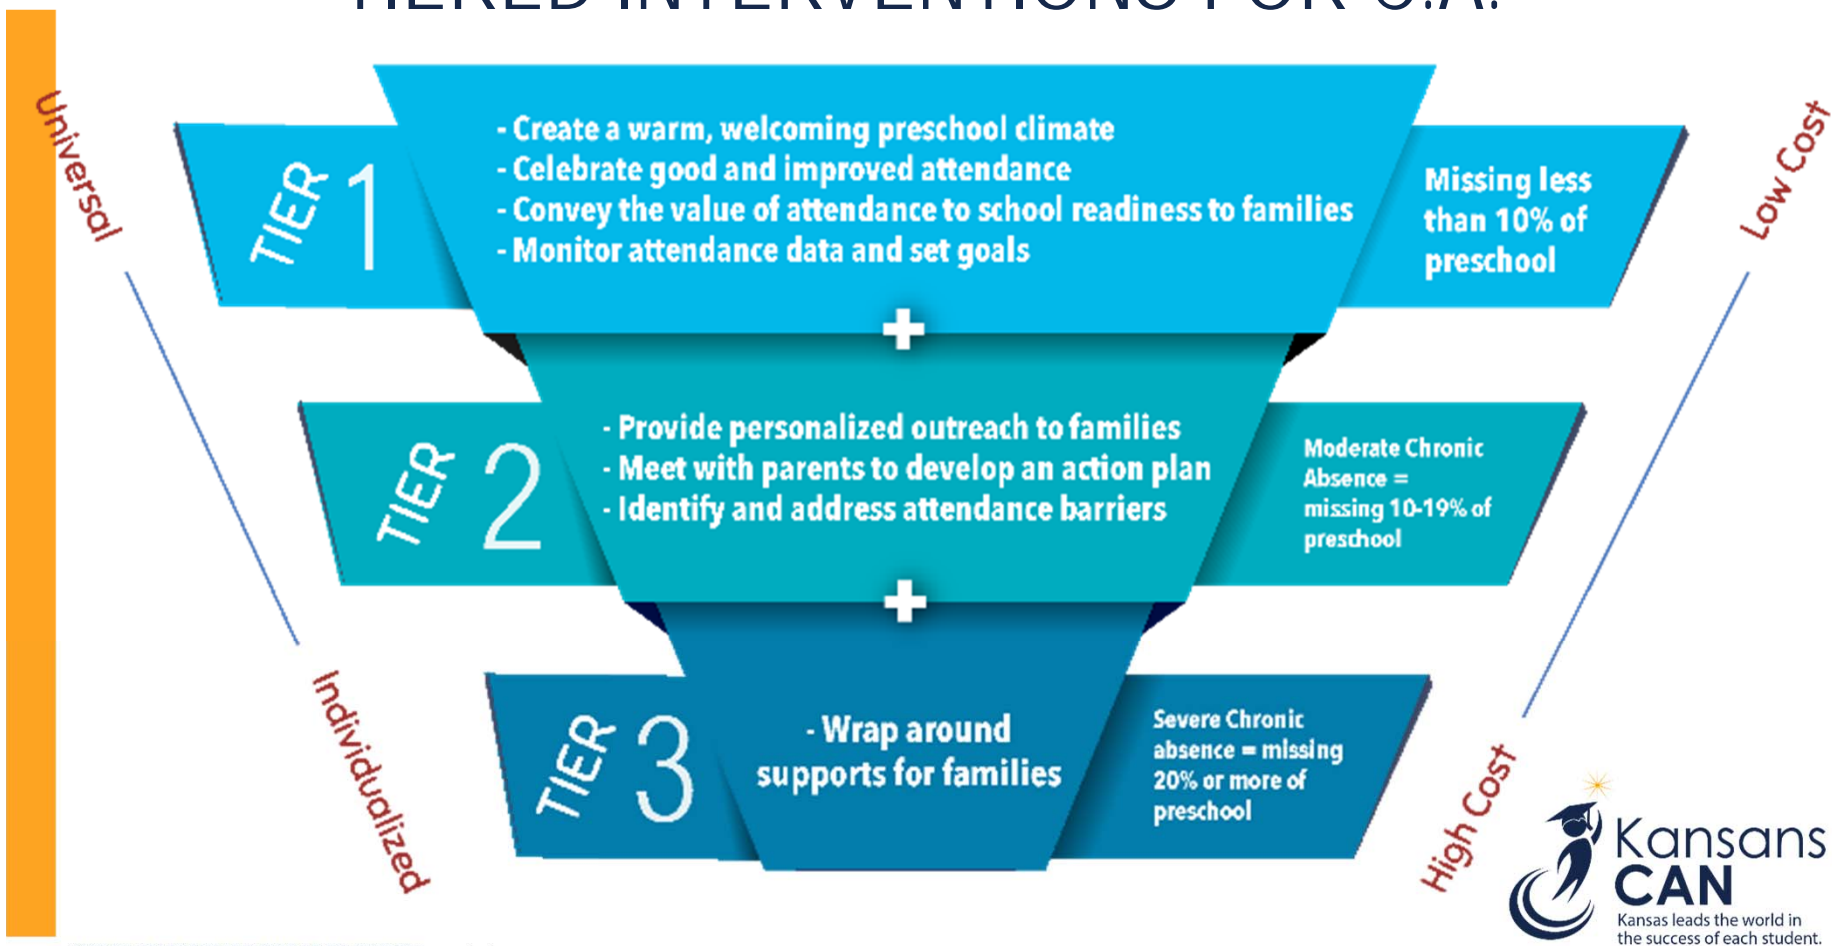 TIERED INTERVENTIONS FOR C.A.
Universal
Low Cost
TIER 1
- Create a warm, welcoming preschool climate
- Celebrate good and improved attendance
- Convey the value of attendance to school readiness to families
- Monitor attendance data and set goals
Missing less
than 10% of
preschool
+
TIER 2
- Provide personalized outreach to families
- Meet with parents to develop an action plan
- Identify and address attendance barriers
Moderate Chronic
Absence =
missing 10-19% of
preschool
+
TIER 3
- Wrap around
supports for families
Severe Chronic
absence = missing
20% or more of
preschool
Individualized
High Cost
Kansans
CAN
Kansas leads the world in
the success of each student.